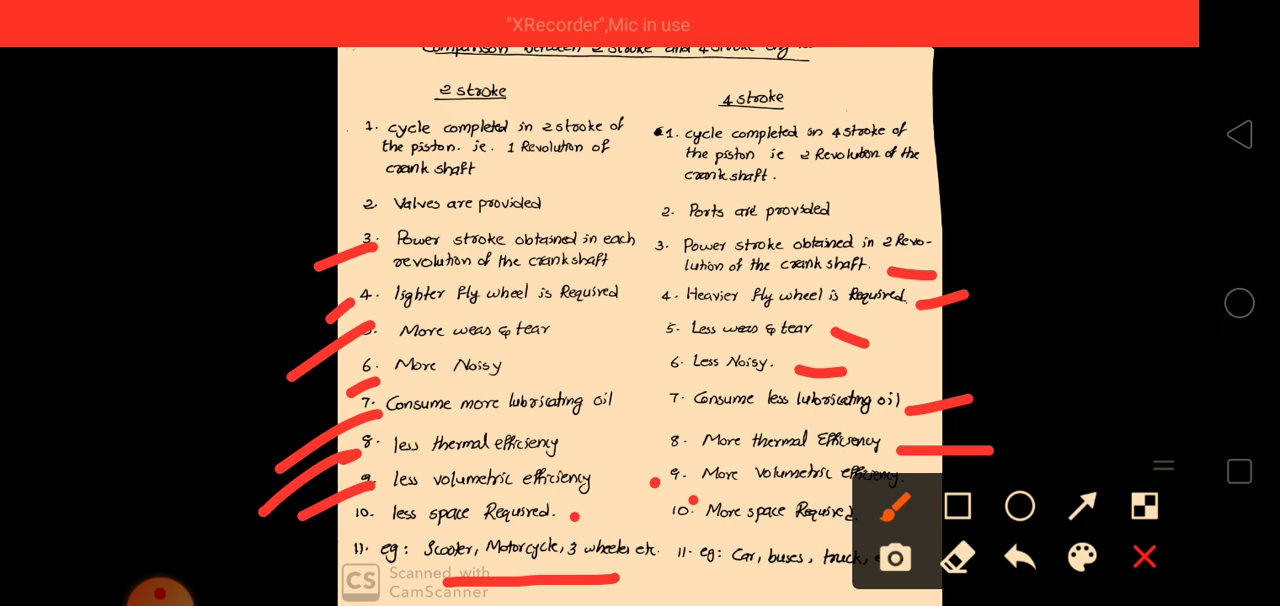 "XRecorder",Mic in use
Comparison between 2 stroke and 4 stroke
2 stroke
1. cycle completed in 2 stroke of
the piston. ie. 1 Revolution of
crank shaft
2. Valves are provided
3. Power stroke obtained in each
revolution of the crankshaft
4. lighter fly wheel is Required
5. More wear & tear
6. More Noisy
7. Consume more lubricating oil
8. less thermal efficiency
9. less volumetric efficiency
10. less space Required.
11. eg: Scooter, Motorcycle, 3 wheeler etc.
4 stroke
1. cycle completed in 4 stroke of
the piston ie 2 Revolution of the
crank shaft.
2. Ports are provided
3. Power stroke obtained in 2 Revo-
lution of the crank shaft.
4. Heavier fly wheel is Required.
5. Less wear & tear
6. Less Noisy.
7. Consume less lubricating oil
8. More thermal Efficiency
9. More Volumetric efficiency.
10. More space Required.
11. eg: Car, buses, truck,
CS Scanned with
CamScanner